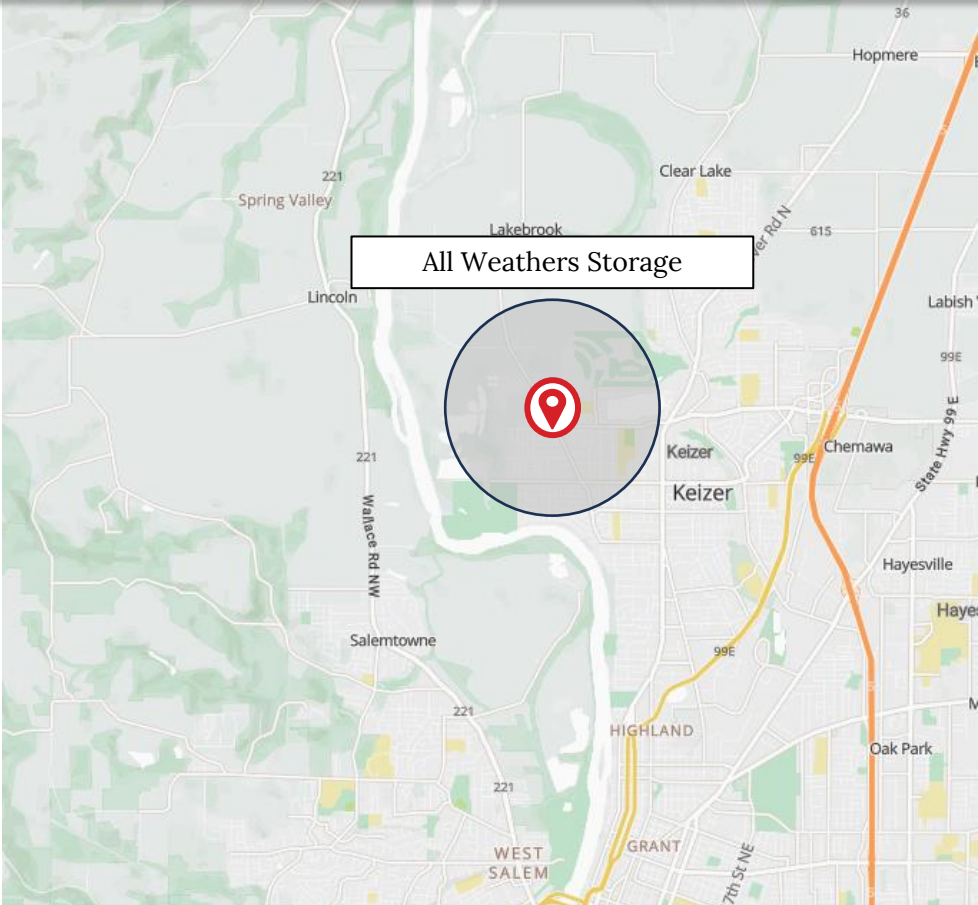 36
Hopmere
Clear Lake
221
Spring Valley
Lakebrook
615
Rd N
All Weathers Storage
Lincoln
Labish
99E
State Hwy 99 E
Keizer
Chemawa
221
99E
Keizer
Wallace Rd NW
Hayesville
Salemtowne
99E
221
HIGHLAND
Oak Park
221
WEST
SALEM
GRANT
7th St NE